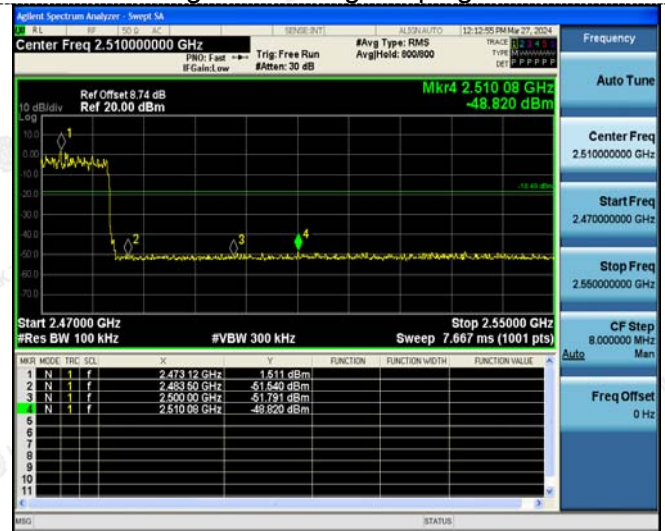 Agilent Spectrum Analyzer - Swept SA
RL RF 50 Ω AC SENSE:INT ALIGN AUTO 12:12:55 PM Mar 27, 2024
Center Freq 2.510000000 GHz
PNO: Fast
IFGain:Low
Trig: Free Run
#Atten: 30 dB
#Avg Type: RMS
Avg|Hold: 800/800
TRACE 1 2 3 4 5 6
TYPE
DET P P P P P P
Frequency
Auto Tune
Center Freq
2.510000000 GHz
Start Freq
2.470000000 GHz
Stop Freq
2.550000000 GHz
CF Step
8.000000 MHz
Auto Man
Freq Offset
0 Hz
Mkr4 2.510 08 GHz
-48.820 dBm
Ref Offset 8.74 dB
10 dB/div Ref 20.00 dBm
Log
10.0
0.00
-10.0
-20.0
-30.0
-40.0
-50.0
-60.0
-70.0
1
2
3
4
Start 2.47000 GHz
Stop 2.55000 GHz
#Res BW 100 kHz #VBW 300 kHz Sweep 7.667 ms (1001 pts)
MKR MODE TRC SCL X Y FUNCTION FUNCTION WIDTH FUNCTION VALUE
1 N 1 f 2.473 12 GHz 1.511 dBm
2 N 1 f 2.483 50 GHz -51.540 dBm
3 N 1 f 2.500 00 GHz -51.791 dBm
4 N 1 f 2.510 08 GHz -48.820 dBm
5
6
7
8
9
10
11
MSG STATUS